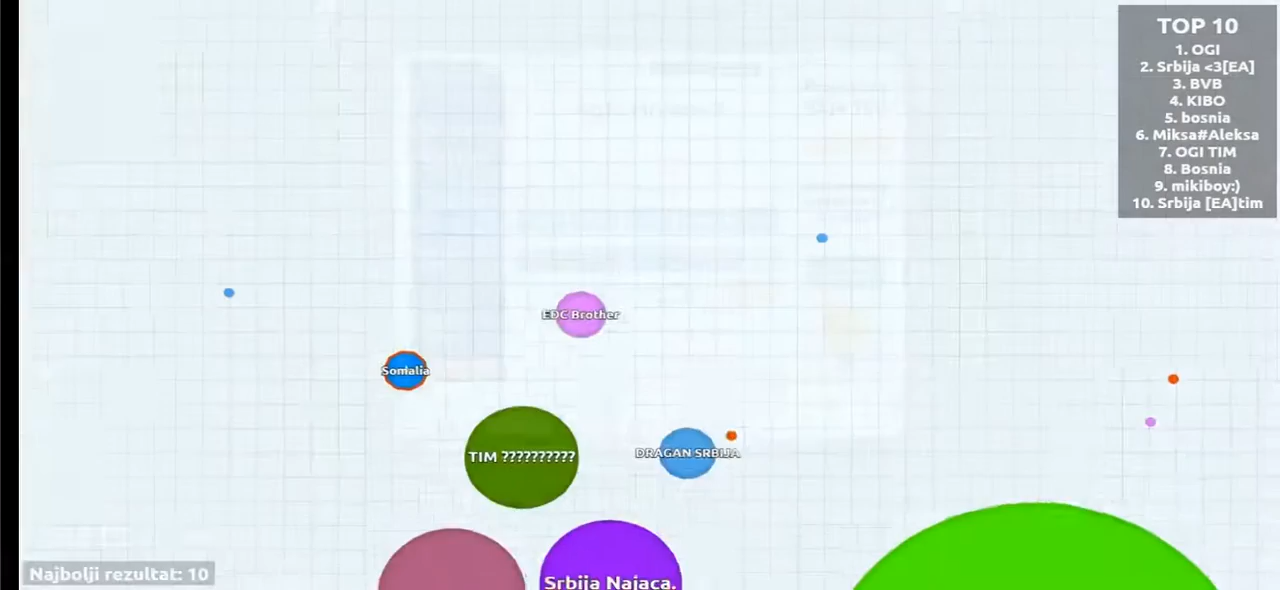 TOP 10
1. OGI
2. Srbija <3[EA]
3. BVB
4. KIBO
5. bosnia
6. Miksa#Aleksa
7. OGI TIM
8. Bosnia
9. mikiboy:)
10. Srbija [EA]tim
EDC Brother
Somalia
TIM ??????????
DRAGAN SRBIJA
Srbija Najaca.
Najbolji rezultat: 10